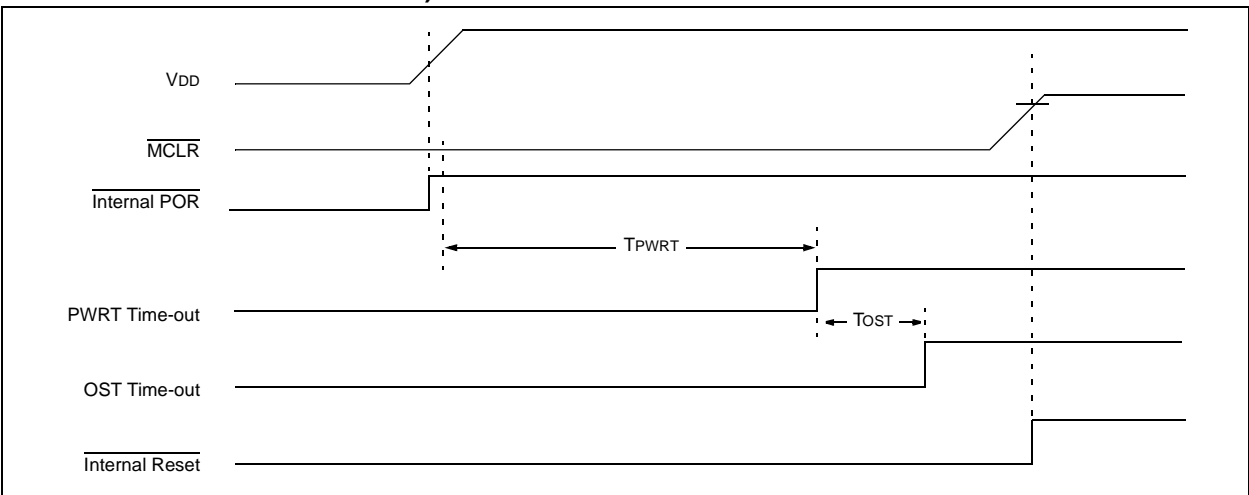 VDD
MCLR
Internal POR
TPWRT
PWRT Time-out
TOST
OST Time-out
Internal Reset